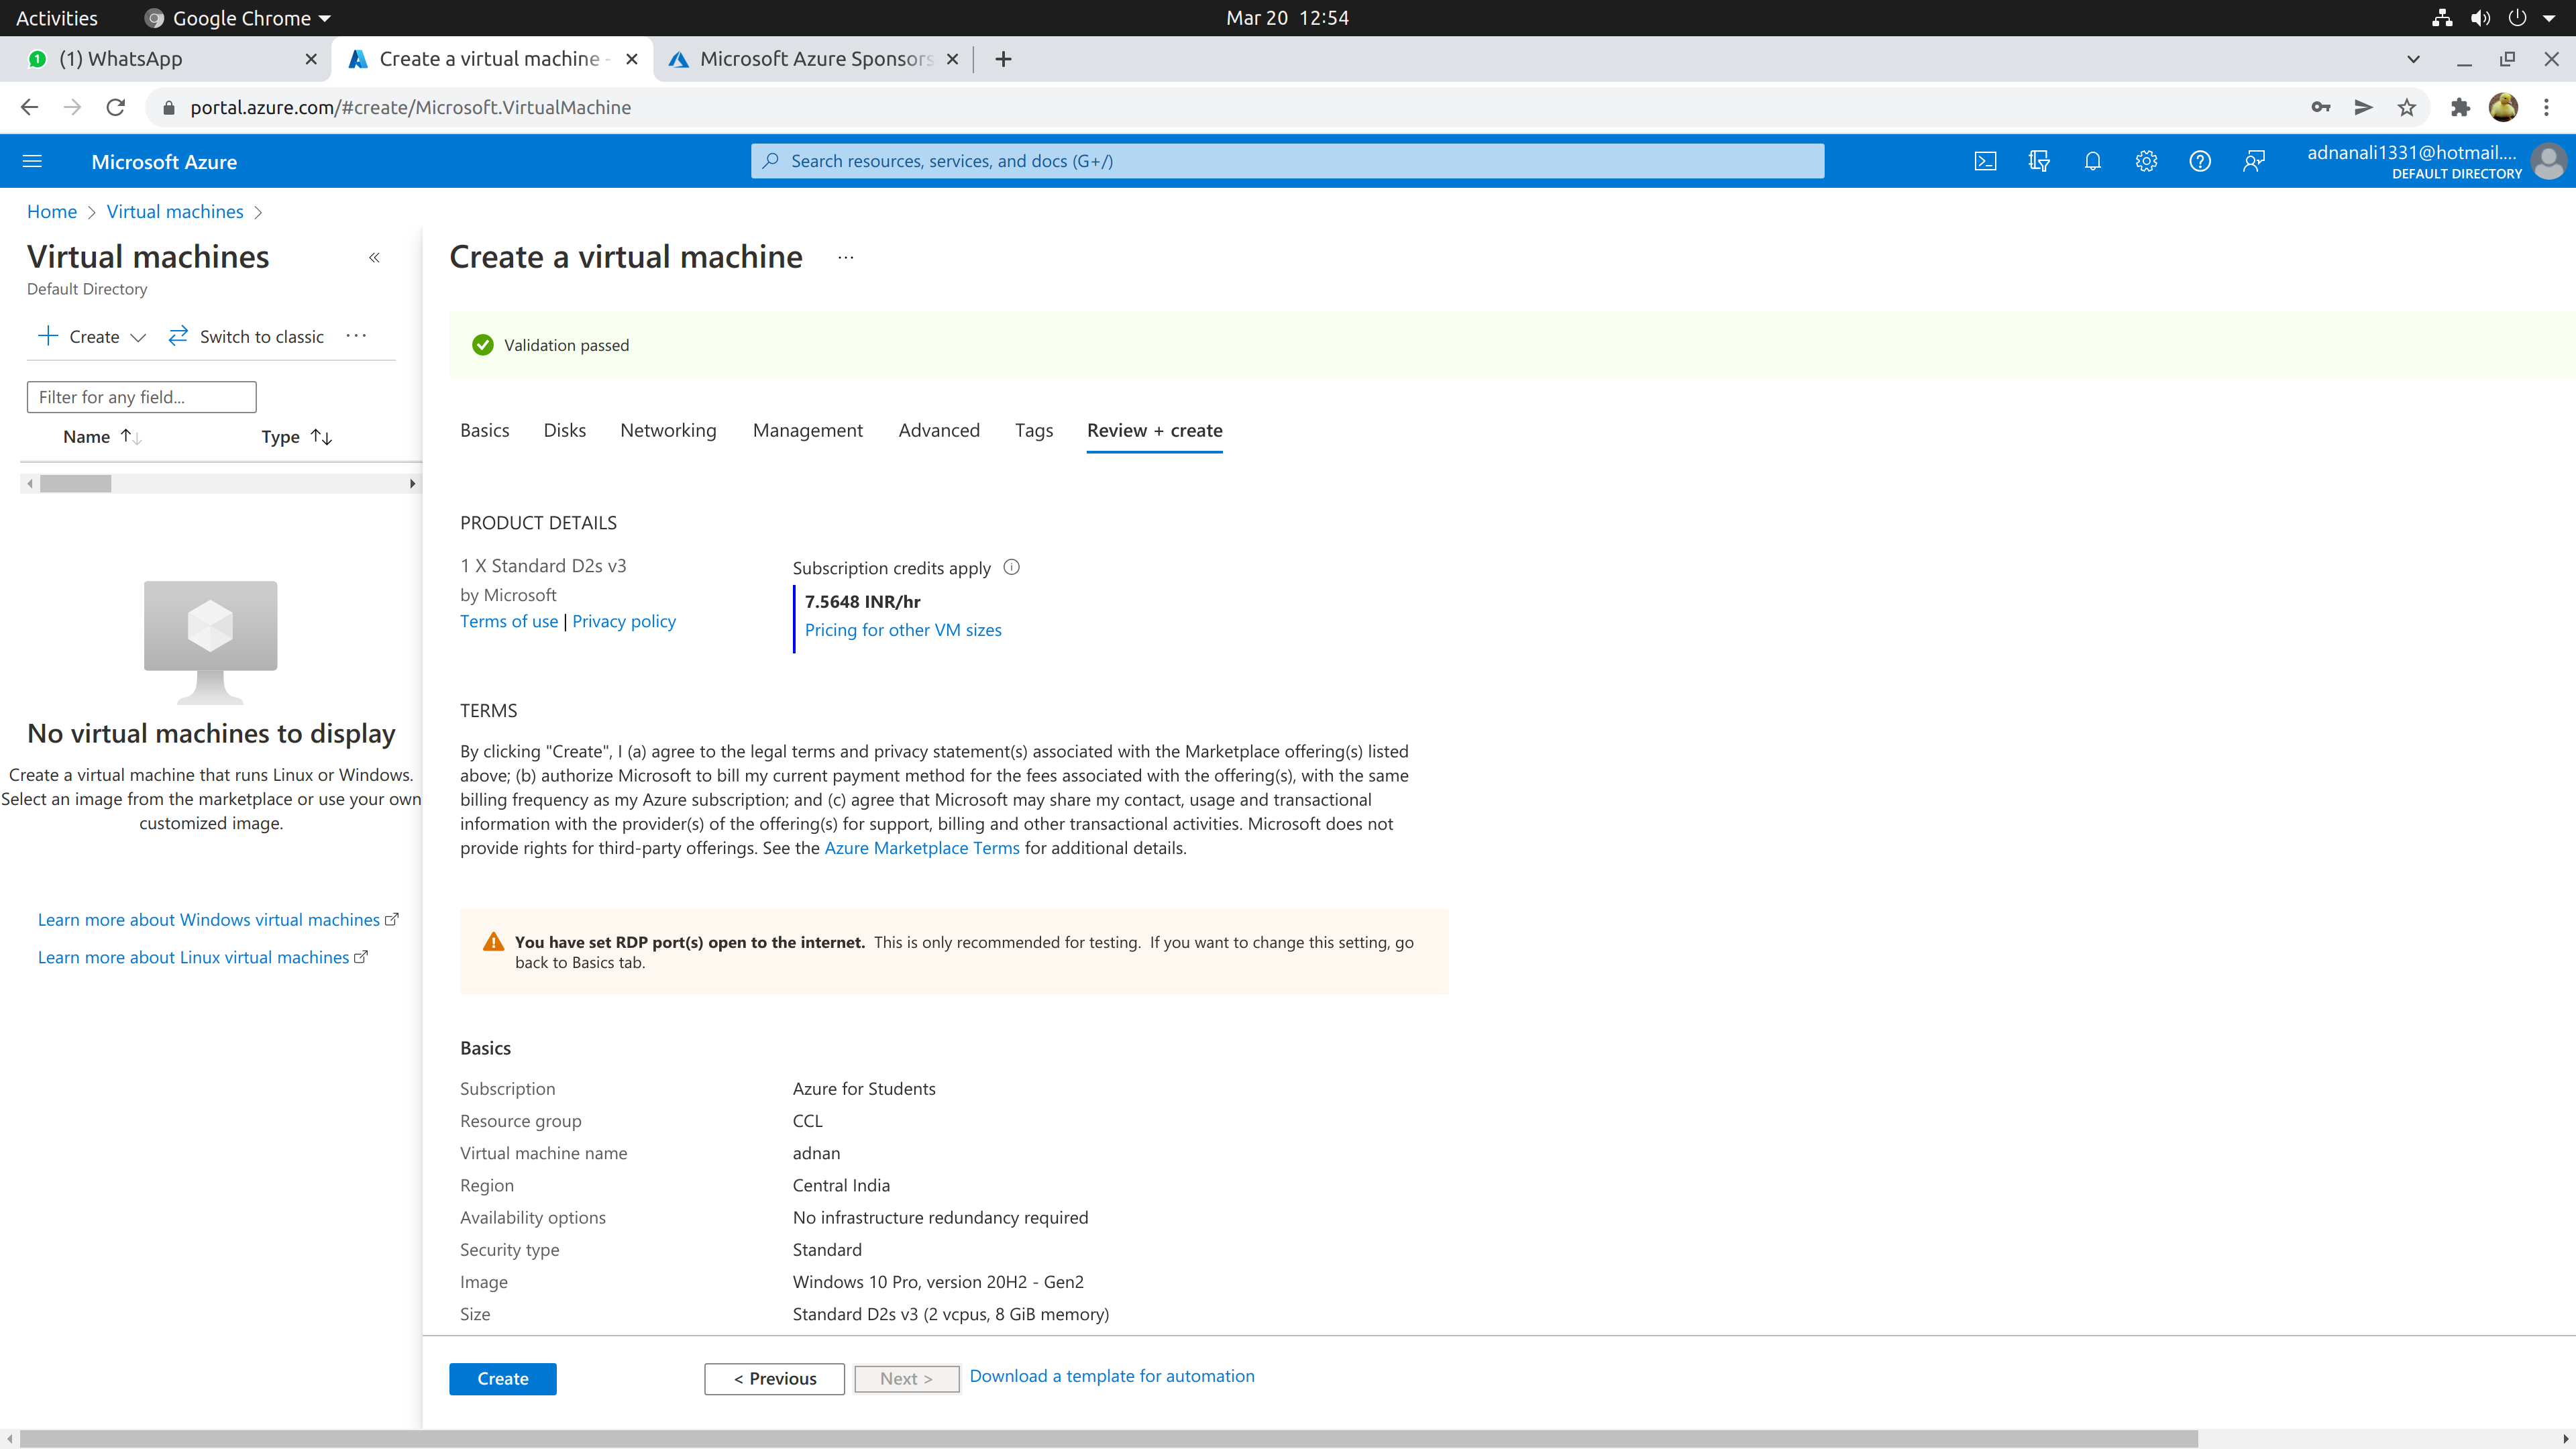 Activities
Google Chrome
Mar 20 12:54
(1) WhatsApp
Create a virtual machine -
Microsoft Azure Sponsors
portal.azure.com/#create/Microsoft.VirtualMachine
Microsoft Azure
Search resources, services, and docs (G+/)
adnanali1331@hotmail....
DEFAULT DIRECTORY
Home > Virtual machines >
Virtual machines
«
Default Directory
Create
Switch to classic
...
Filter for any field...
Name
Type
No virtual machines to display
Create a virtual machine that runs Linux or Windows.
Select an image from the marketplace or use your own
customized image.
Learn more about Windows virtual machines
Learn more about Linux virtual machines
Create a virtual machine
...
Validation passed
Basics
Disks
Networking
Management
Advanced
Tags
Review + create
PRODUCT DETAILS
1 X Standard D2s v3
by Microsoft
Terms of use | Privacy policy
Subscription credits apply
7.5648 INR/hr
Pricing for other VM sizes
TERMS
By clicking "Create", I (a) agree to the legal terms and privacy statement(s) associated with the Marketplace offering(s) listed
above; (b) authorize Microsoft to bill my current payment method for the fees associated with the offering(s), with the same
billing frequency as my Azure subscription; and (c) agree that Microsoft may share my contact, usage and transactional
information with the provider(s) of the offering(s) for support, billing and other transactional activities. Microsoft does not
provide rights for third-party offerings. See the Azure Marketplace Terms for additional details.
You have set RDP port(s) open to the internet. This is only recommended for testing. If you want to change this setting, go
back to Basics tab.
Basics
Subscription
Azure for Students
Resource group
CCL
Virtual machine name
adnan
Region
Central India
Availability options
No infrastructure redundancy required
Security type
Standard
Image
Windows 10 Pro, version 20H2 - Gen2
Size
Standard D2s v3 (2 vcpus, 8 GiB memory)
Create
< Previous
Next >
Download a template for automation